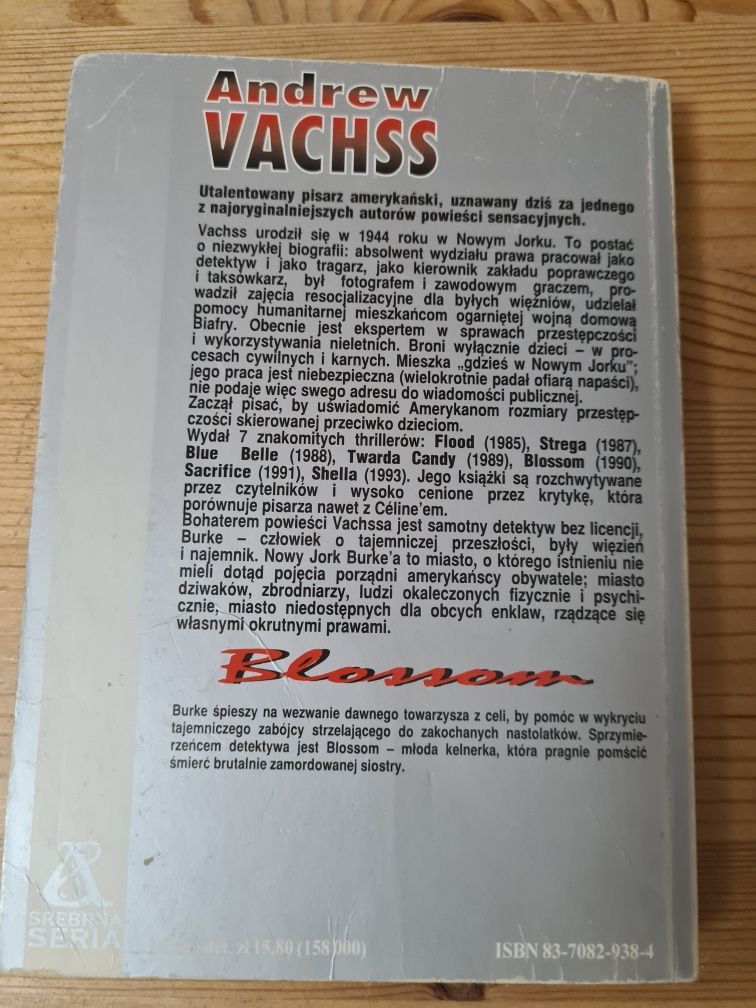 Andrew
VACHSS
Utalentowany pisarz amerykański, uznawany dziś za jednego
z najoryginalniejszych autorów powieści sensacyjnych.
Vachss urodził się w 1944 roku w Nowym Jorku. To postać
o niezwykłej biografii: absolwent wydziału prawa pracował jako
detektyw i jako tragarz, jako kierownik zakładu poprawczego
i taksówkarz, był fotografem i zawodowym graczem, pro-
wadził zajęcia resocjalizacyjne dla byłych więźniów, udzielał
pomocy humanitarnej mieszkańcom ogarniętej wojną domową
Biafry. Obecnie jest ekspertem w sprawach przestępczości
i wykorzystywania nieletnich. Broni wyłącznie dzieci – w pro-
cesach cywilnych i karnych. Mieszka „gdzieś w Nowym Jorku";
jego praca jest niebezpieczna (wielokrotnie padał ofiarą napaści),
nie podaje więc swego adresu do wiadomości publicznej.
Zaczął pisać, by uświadomić Amerykanom rozmiary przestęp-
czości skierowanej przeciwko dzieciom.
Wydał 7 znakomitych thrillerów: Flood (1985), Strega (1987),
Blue Belle (1988), Twarda Candy (1989), Blossom (1990),
Sacrifice (1991), Shella (1993). Jego książki są rozchwytywane
przez czytelników i wysoko cenione przez krytykę, która
porównuje pisarza nawet z Céline'em.
Bohaterem powieści Vachssa jest samotny detektyw bez licencji,
Burke – człowiek o tajemniczej przeszłości, były więzień
i najemnik. Nowy Jork Burke'a to miasto, o którego istnieniu nie
mieli dotąd pojęcia porządni amerykańscy obywatele; miasto
dziwaków, zbrodniarzy, ludzi okaleczonych fizycznie i psychi-
cznie, miasto niedostępnych dla obcych enklaw, rządzące się
własnymi okrutnymi prawami.
Blossom
Burke śpieszy na wezwanie dawnego towarzysza z celi, by pomóc w wykryciu
tajemniczego zabójcy strzelającego do zakochanych nastolatków. Sprzymie-
rzeńcem detektywa jest Blossom – młoda kelnerka, która pragnie pomścić
śmierć brutalnie zamordowanej siostry.
SREBRNA
SERIA
zł 15.80 (158 000)
ISBN 83-7082-938-4